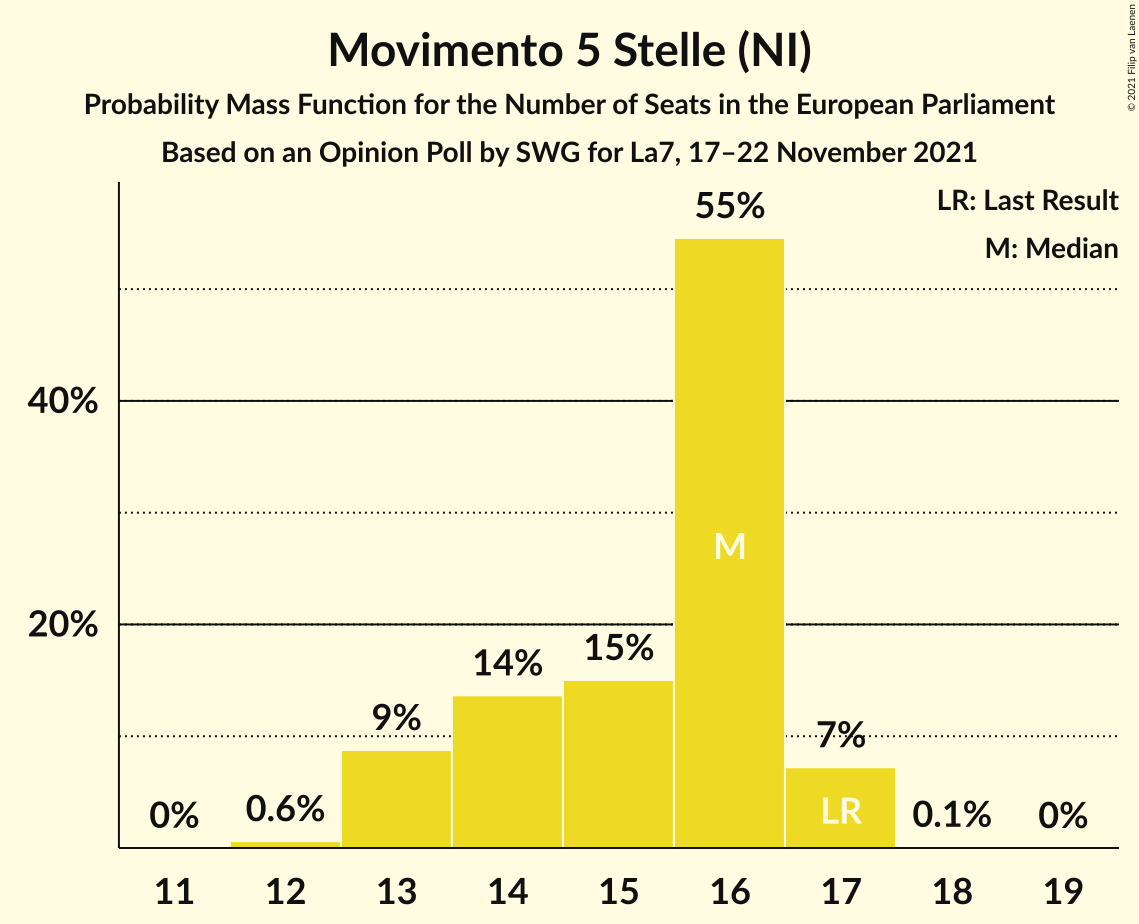 Movimento 5 Stelle (NI)
Probability Mass Function for the Number of Seats in the European Parliament
Based on an Opinion Poll by SWG for La7, 17–22 November 2021
© 2021 Filip van Laenen
LR: Last Result
M: Median
55%
40%
M
20%
15%
14%
9%
7%
0%
0.6%
LR
0.1%
0%
11 12 13 14 15 16 17 18 19